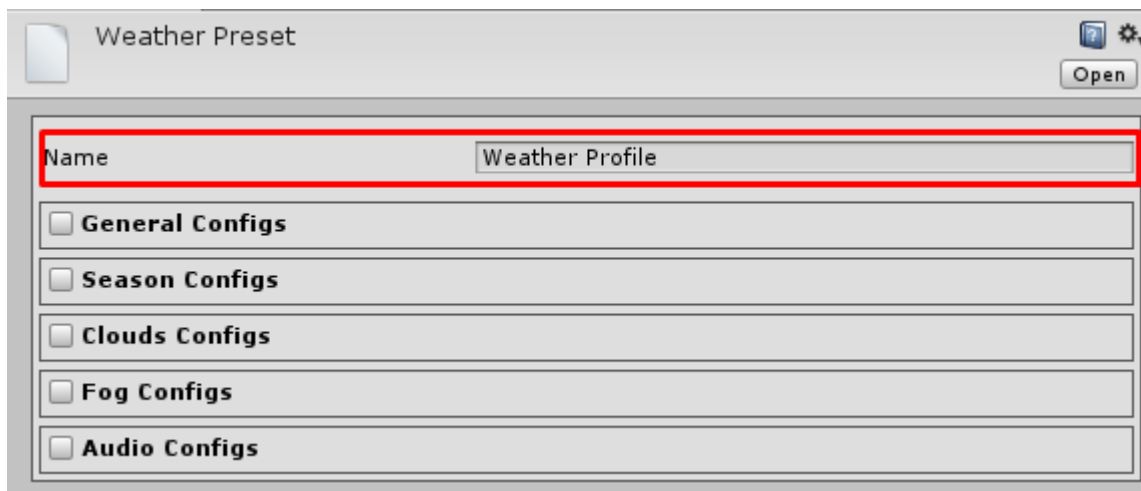 Weather Preset
Open
Name Weather Profile
General Configs
Season Configs
Clouds Configs
Fog Configs
Audio Configs